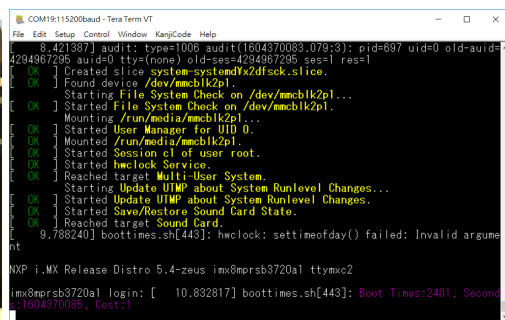 COM19:115200baud - Tera Term VT
File Edit Setup Control Window KanjiCode Help
[    8.421387] audit: type=1006 audit(1604370083.079:3): pid=697 uid=0 old-auid=
4294967295 auid=0 tty=(none) old-ses=4294967295 ses=1 res=1
[  OK  ] Created slice system-systemd¥x2dfsck.slice.
[  OK  ] Found device /dev/mmcblk2p1.
         Starting File System Check on /dev/mmcblk2p1...
[  OK  ] Started File System Check on /dev/mmcblk2p1.
         Mounting /run/media/mmcblk2p1...
[  OK  ] Started User Manager for UID 0.
[  OK  ] Mounted /run/media/mmcblk2p1.
[  OK  ] Started Session c1 of user root.
[  OK  ] Started hwclock Service.
[  OK  ] Reached target Multi-User System.
         Starting Update UTMP about System Runlevel Changes...
[  OK  ] Started Update UTMP about System Runlevel Changes.
[  OK  ] Started Save/Restore Sound Card State.
[  OK  ] Reached target Sound Card.
[    9.788240] boottimes.sh[443]: hwclock: settimeofday() failed: Invalid argume
nt
NXP i.MX Release Distro 5.4-zeus imx8mprsb3720a1 ttymxc2
imx8mprsb3720a1 login: [   10.832817] boottimes.sh[443]: Boot Times:2401, Second
s:1604370085, Cost:1